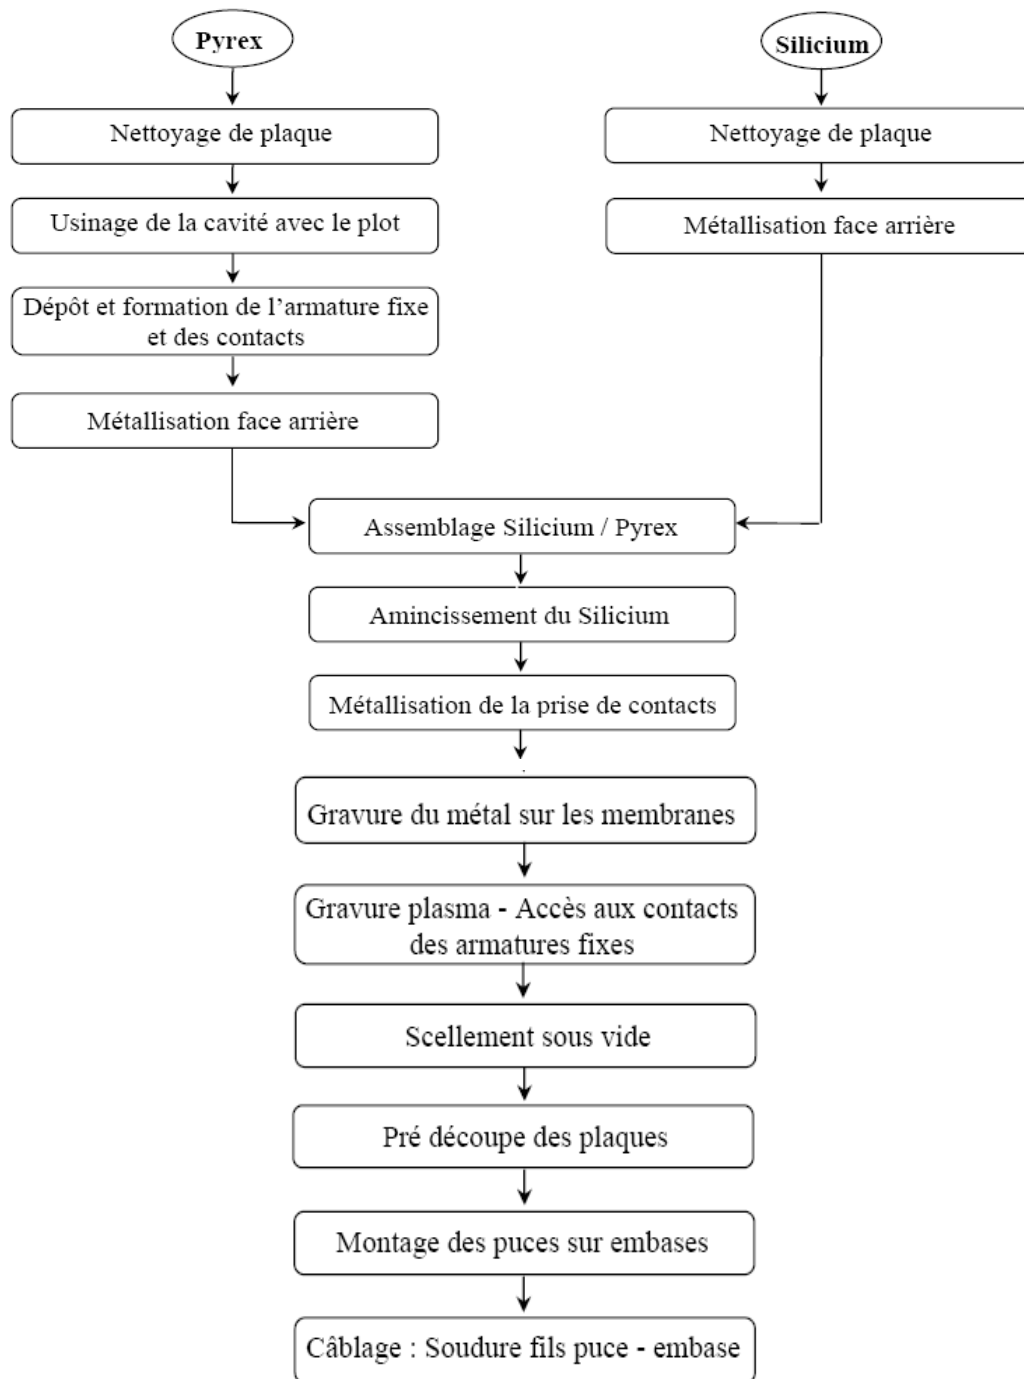 Pyrex
Silicium
Nettoyage de plaque
Nettoyage de plaque
Usinage de la cavité avec le plot
Métallisation face arrière
Dépôt et formation de l’armature fixe
et des contacts
Métallisation face arrière
Assemblage Silicium / Pyrex
Amincissement du Silicium
Métallisation de la prise de contacts
Gravure du métal sur les membranes
Gravure plasma - Accès aux contacts
des armatures fixes
Scellement sous vide
Pré découpe des plaques
Montage des puces sur embases
Câblage : Soudure fils puce - embase